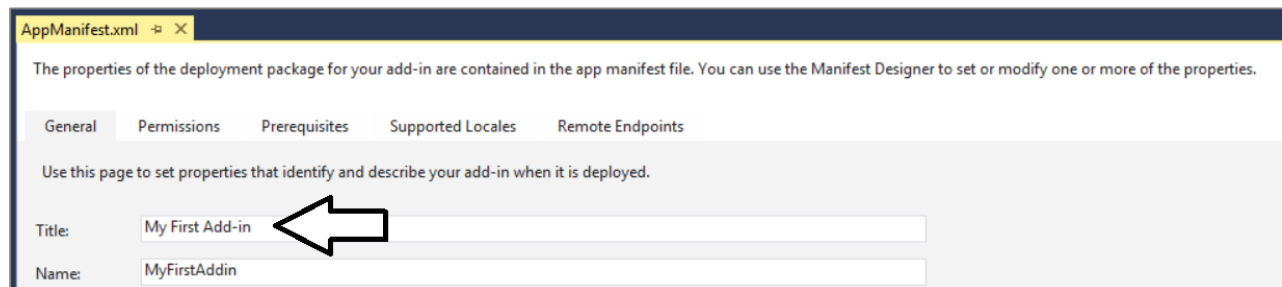 AppManifest.xml
The properties of the deployment package for your add-in are contained in the app manifest file. You can use the Manifest Designer to set or modify one or more of the properties.
General Permissions Prerequisites Supported Locales Remote Endpoints
Use this page to set properties that identify and describe your add-in when it is deployed.
Title: My First Add-in
Name: MyFirstAddin